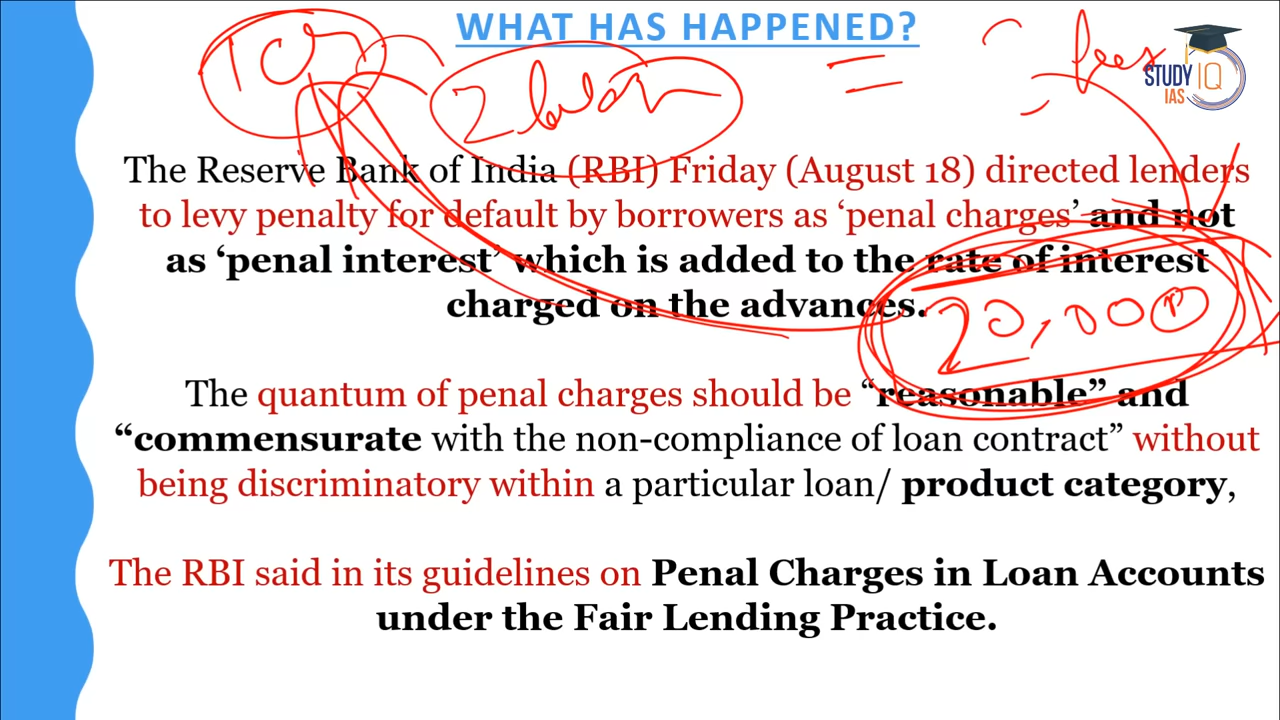 WHAT HAS HAPPENED?
STUDY IQ
IAS
fees
The Reserve Bank of India (RBI) Friday (August 18) directed lenders
to levy penalty for default by borrowers as ‘penal charges’ and not
as ‘penal interest’ which is added to the rate of interest
charged on the advances.
20,000
The quantum of penal charges should be “reasonable” and
“commensurate with the non-compliance of loan contract” without
being discriminatory within a particular loan/ product category,
The RBI said in its guidelines on Penal Charges in Loan Accounts
under the Fair Lending Practice.